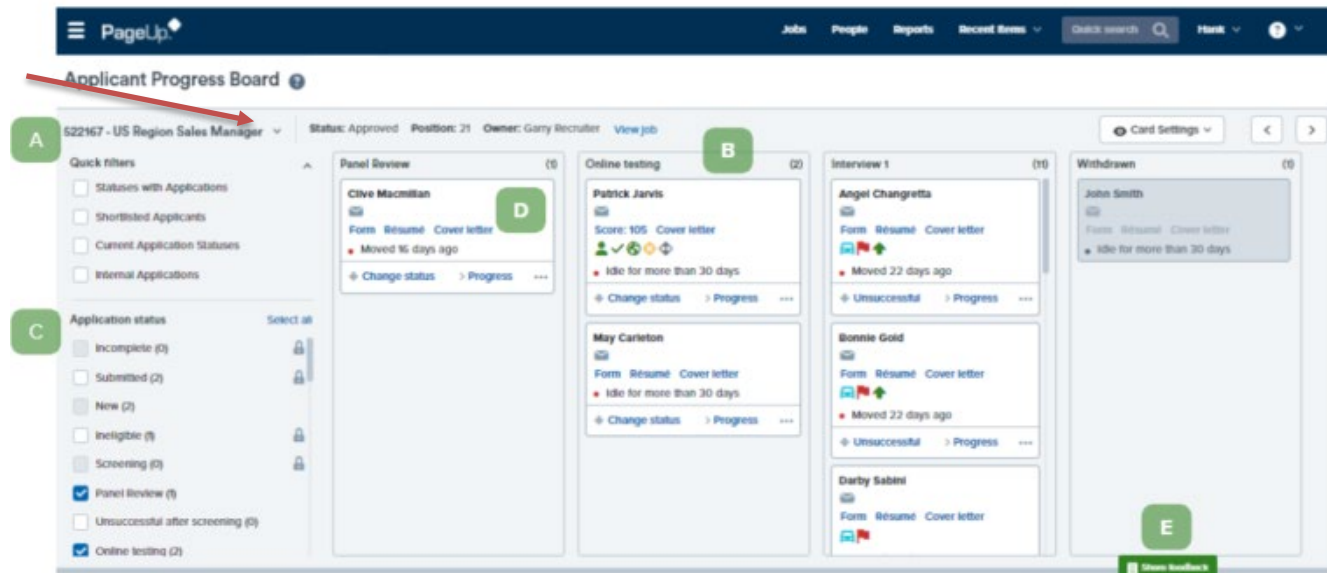 PageUp
Jobs People Reports Recent Items Quick search Hank ?
Applicant Progress Board ?
A
522167 - US Region Sales Manager Status: Approved Position: 21 Owner: Garry Recruiter View job
Card Settings
B
Quick filters
Statuses with Applications
Shortlisted Applicants
Current Application Statuses
Internal Applications
C
Application status Select all
Incomplete (0)
Submitted (2)
New (2)
Ineligible (1)
Screening (0)
Panel Review (1)
Unsuccessful after screening (0)
Online testing (2)
Panel Review (1)
Clive Macmillan
D
Form Résumé Cover letter
Moved 16 days ago
Change status Progress
Online testing (2)
Patrick Jarvis
Score: 105 Cover letter
Idle for more than 30 days
Change status Progress
May Carleton
Form Résumé Cover letter
Idle for more than 30 days
Change status Progress
Interview 1 (11)
Angel Changretta
Form Résumé Cover letter
Moved 22 days ago
Unsuccessful Progress
Bonnie Gold
Form Résumé Cover letter
Moved 22 days ago
Unsuccessful Progress
Darby Sabini
Form Résumé Cover letter
Withdrawn (1)
John Smith
Form Résumé Cover letter
Idle for more than 30 days
E
Share feedback